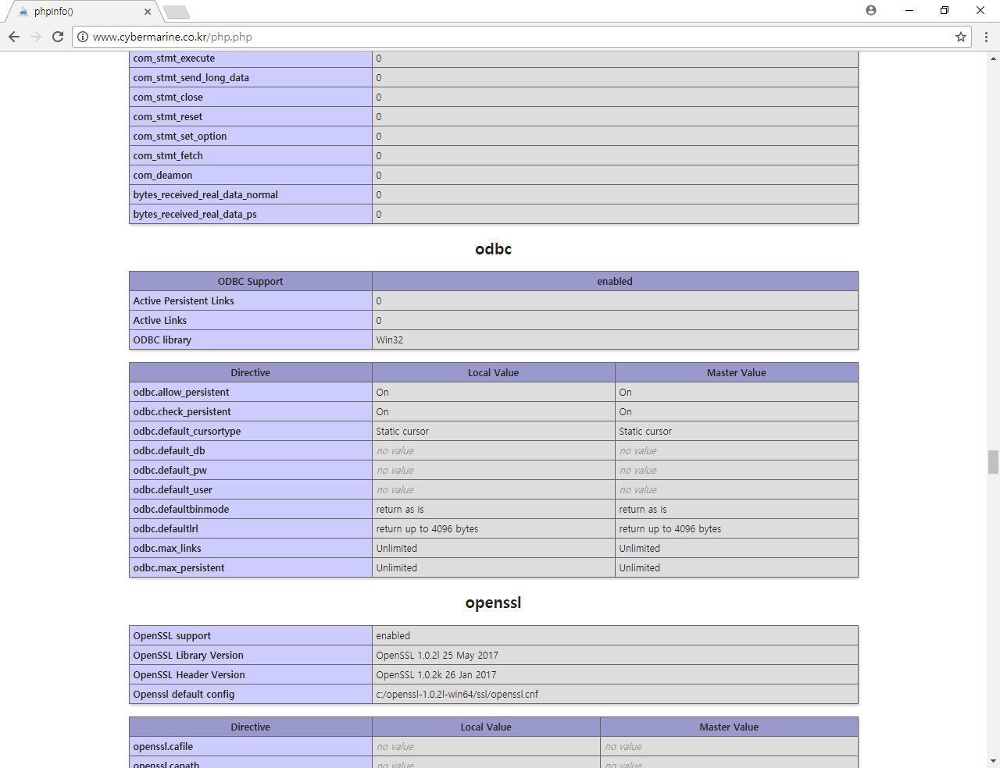 phpinfo()
www.cybermarine.co.kr/php.php
com_stmt_execute 0
com_stmt_send_long_data 0
com_stmt_close 0
com_stmt_reset 0
com_stmt_set_option 0
com_stmt_fetch 0
com_deamon 0
bytes_received_real_data_normal 0
bytes_received_real_data_ps 0
odbc
ODBC Support enabled
Active Persistent Links 0
Active Links 0
ODBC library Win32
Directive Local Value Master Value
odbc.allow_persistent On On
odbc.check_persistent On On
odbc.default_cursortype Static cursor Static cursor
odbc.default_db no value no value
odbc.default_pw no value no value
odbc.default_user no value no value
odbc.defaultbinmode return as is return as is
odbc.defaultlrl return up to 4096 bytes return up to 4096 bytes
odbc.max_links Unlimited Unlimited
odbc.max_persistent Unlimited Unlimited
openssl
OpenSSL support enabled
OpenSSL Library Version OpenSSL 1.0.2l 25 May 2017
OpenSSL Header Version OpenSSL 1.0.2k 26 Jan 2017
Openssl default config c:/openssl-1.0.2l-win64/ssl/openssl.cnf
Directive Local Value Master Value
openssl.cafile no value no value
openssl.capath no value no value